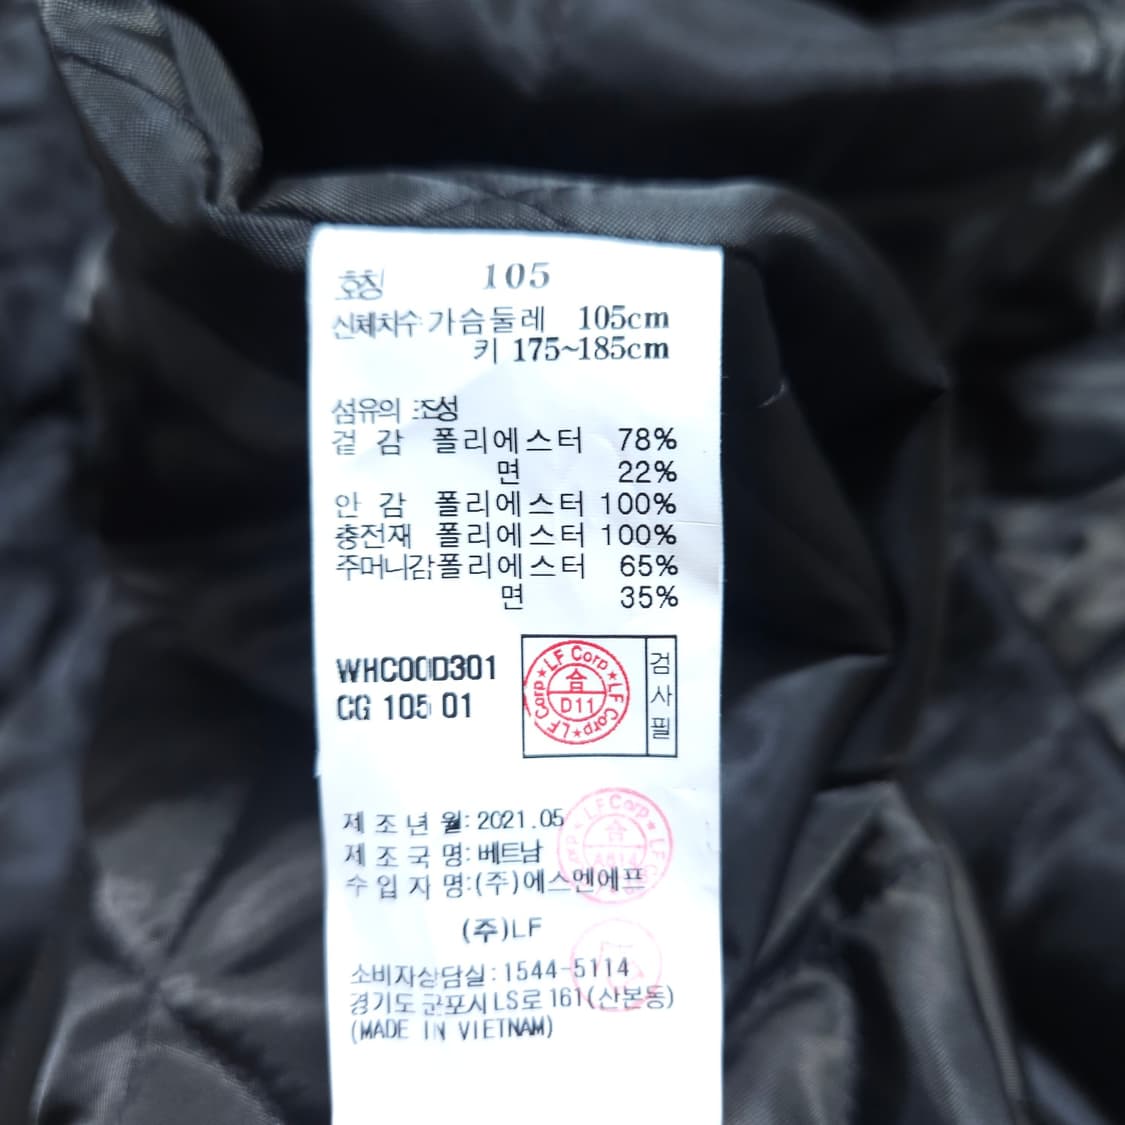 호칭 105
신체치수 가슴둘레 105cm
키 175~185cm
섬유의 조성
겉 감 폴리에스터 78%
면 22%
안 감 폴리에스터 100%
충전재 폴리에스터 100%
주머니감 폴리에스터 65%
면 35%
WHC00D301
CG 105 01
LF Corp★LF Corp★LF Corp★
合
D11
검사필
제조년월: 2021.05
제조국명: 베트남
수입자명:(주)에스엔에프
LF Corp
合
(주)LF
소비자상담실:1544-5114
경기도 군포시 LS로 161(산본동)
(MADE IN VIETNAM)